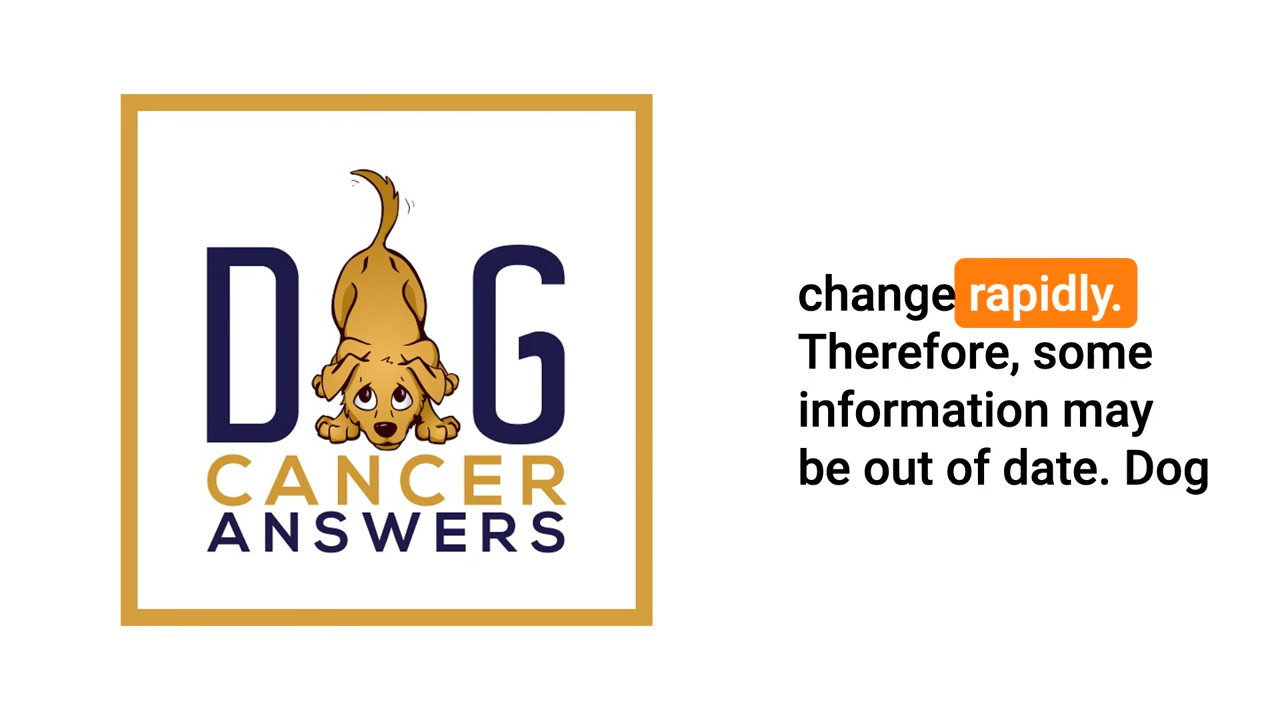 DOG
CANCER
ANSWERS
change rapidly.
Therefore, some
information may
be out of date. Dog